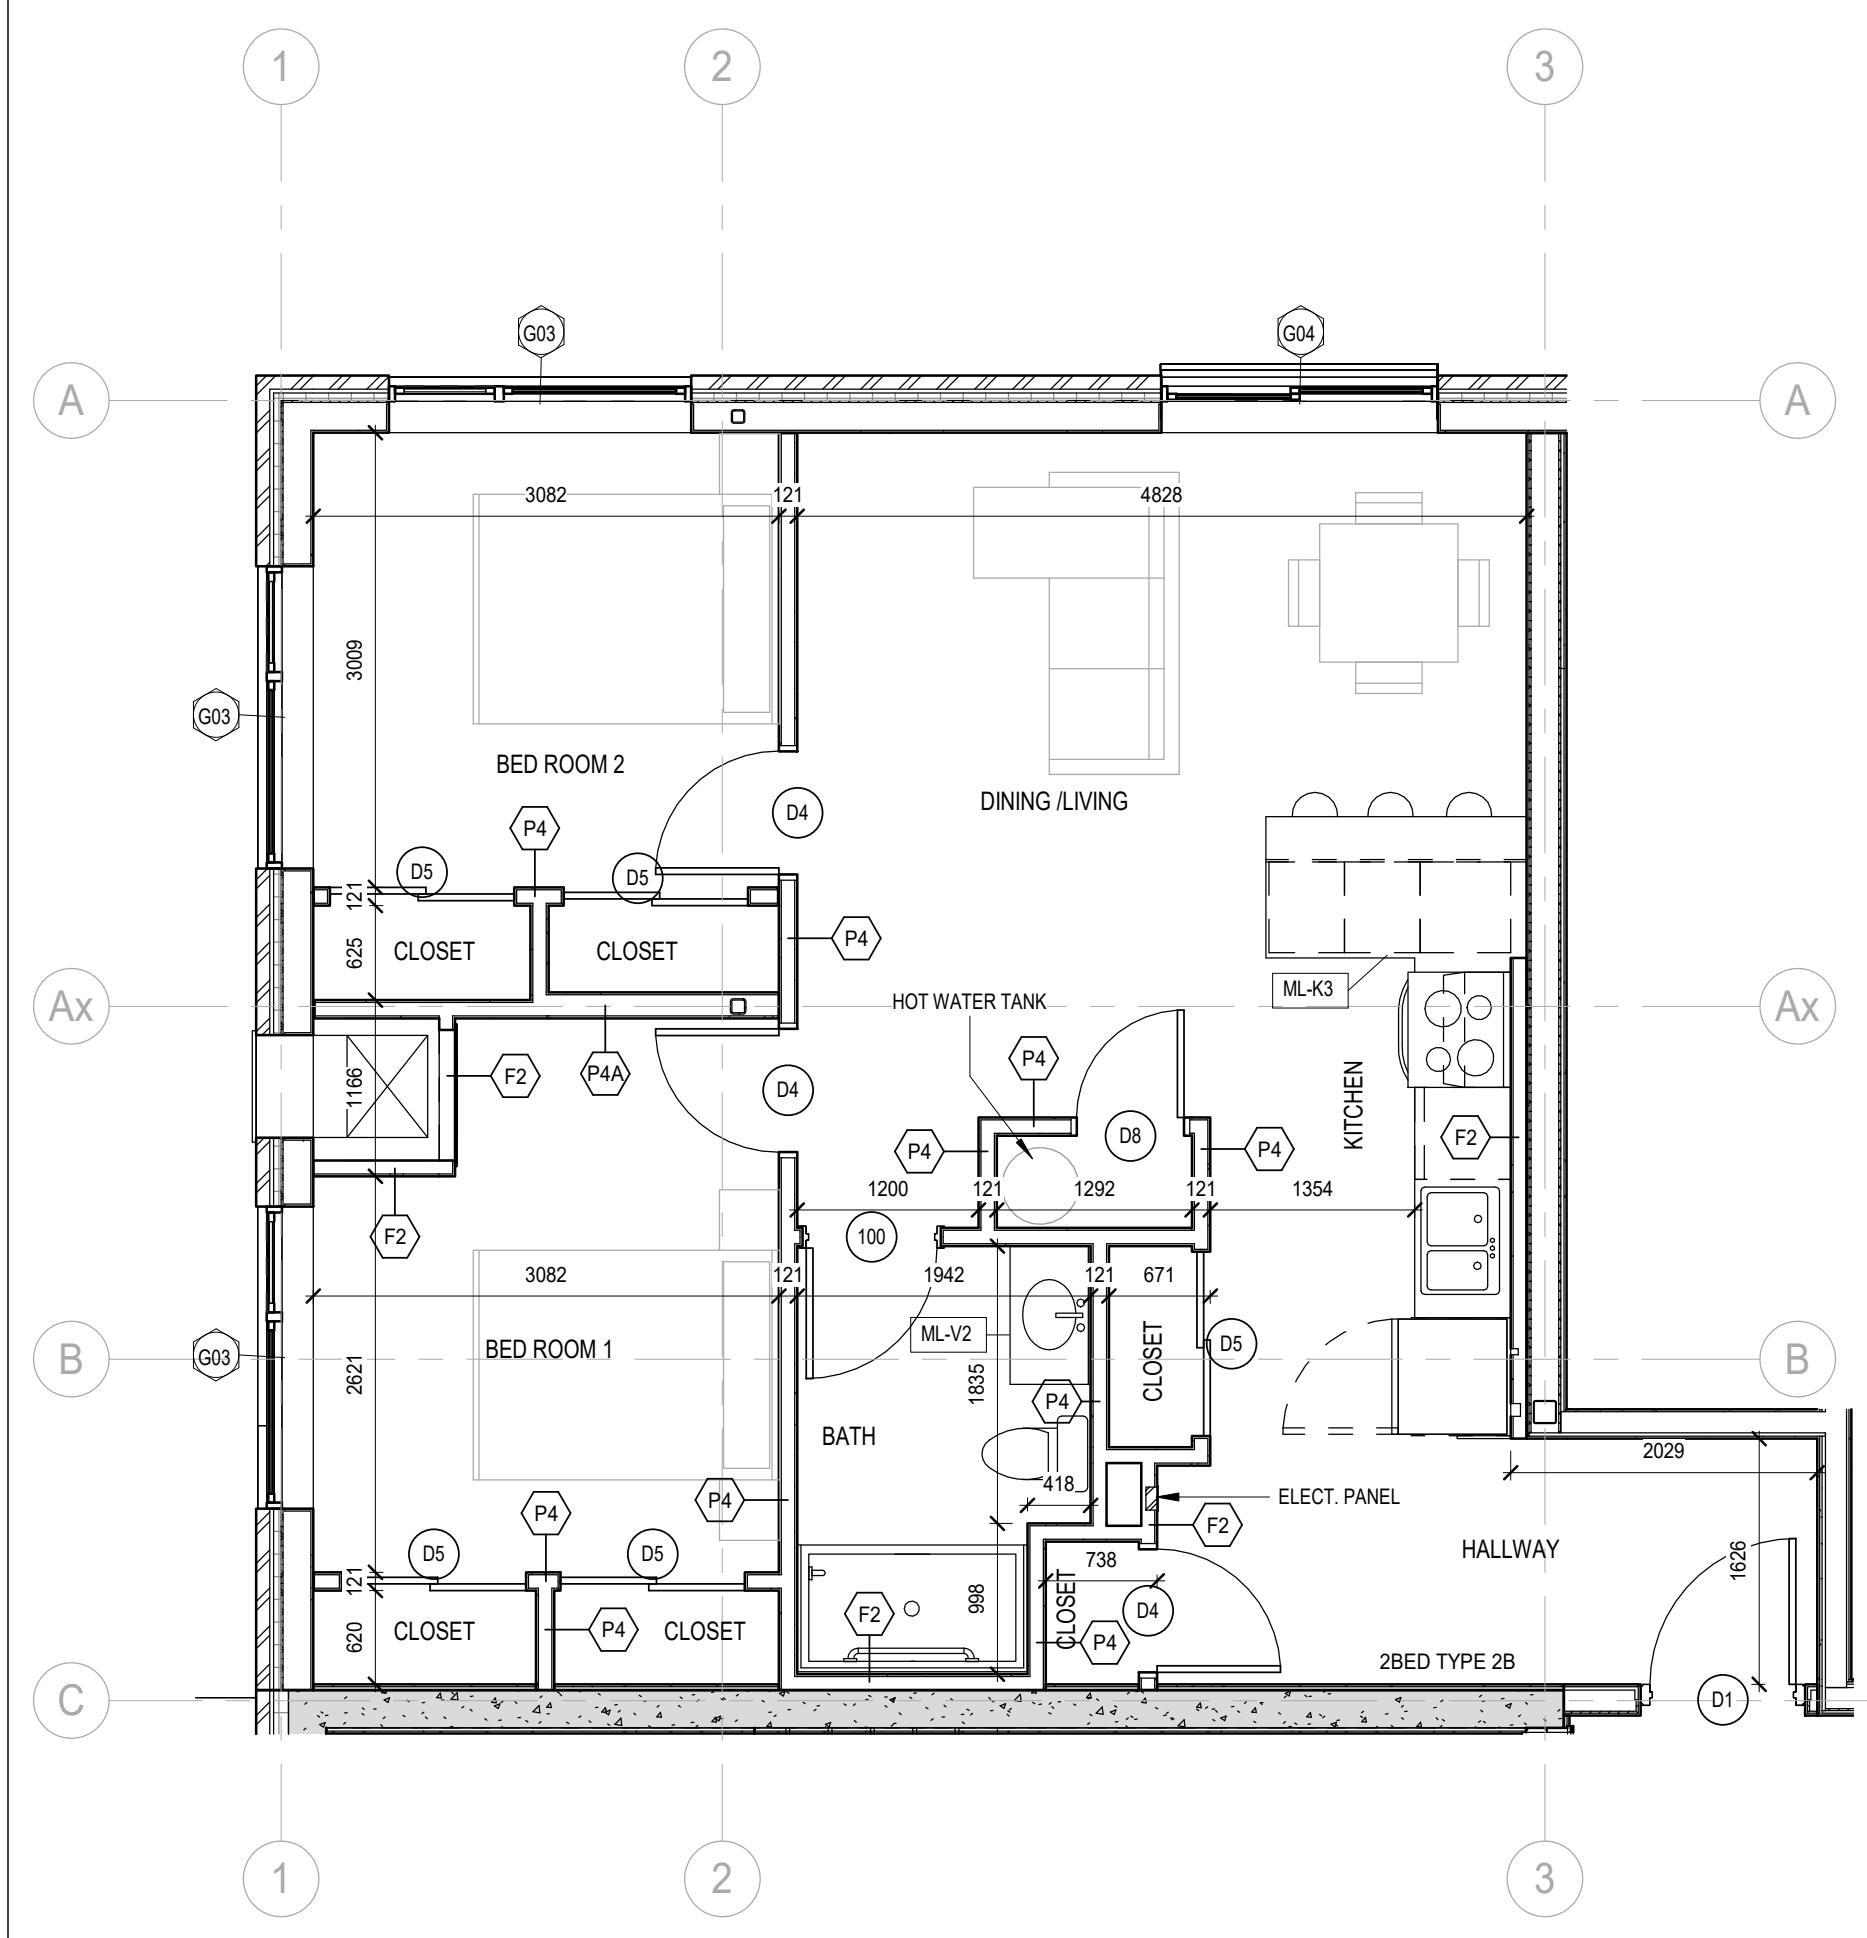 1
2
3
G03
G04
A
A
3082
121
4828
3009
G03
BED ROOM 2
DINING /LIVING
D4
P4
D5
D5
121
CLOSET
CLOSET
P4
625
ML-K3
HOT WATER TANK
Ax
Ax
P4
F2
P4A
D4
1166
KITCHEN
D8
F2
P4
P4
1200
121
1292
121
1354
F2
100
3082
121
1942
121
671
ML-V2
D5
BED ROOM 1
G03
B
B
CLOSET
2621
1835
P4
BATH
2029
418
P4
ELECT. PANEL
P4
F2
HALLWAY
D5
D5
738
1626
121
998
CLOSET
F2
D4
620
CLOSET
P4
CLOSET
P4
2BED TYPE 2B
C
D1
1
2
3